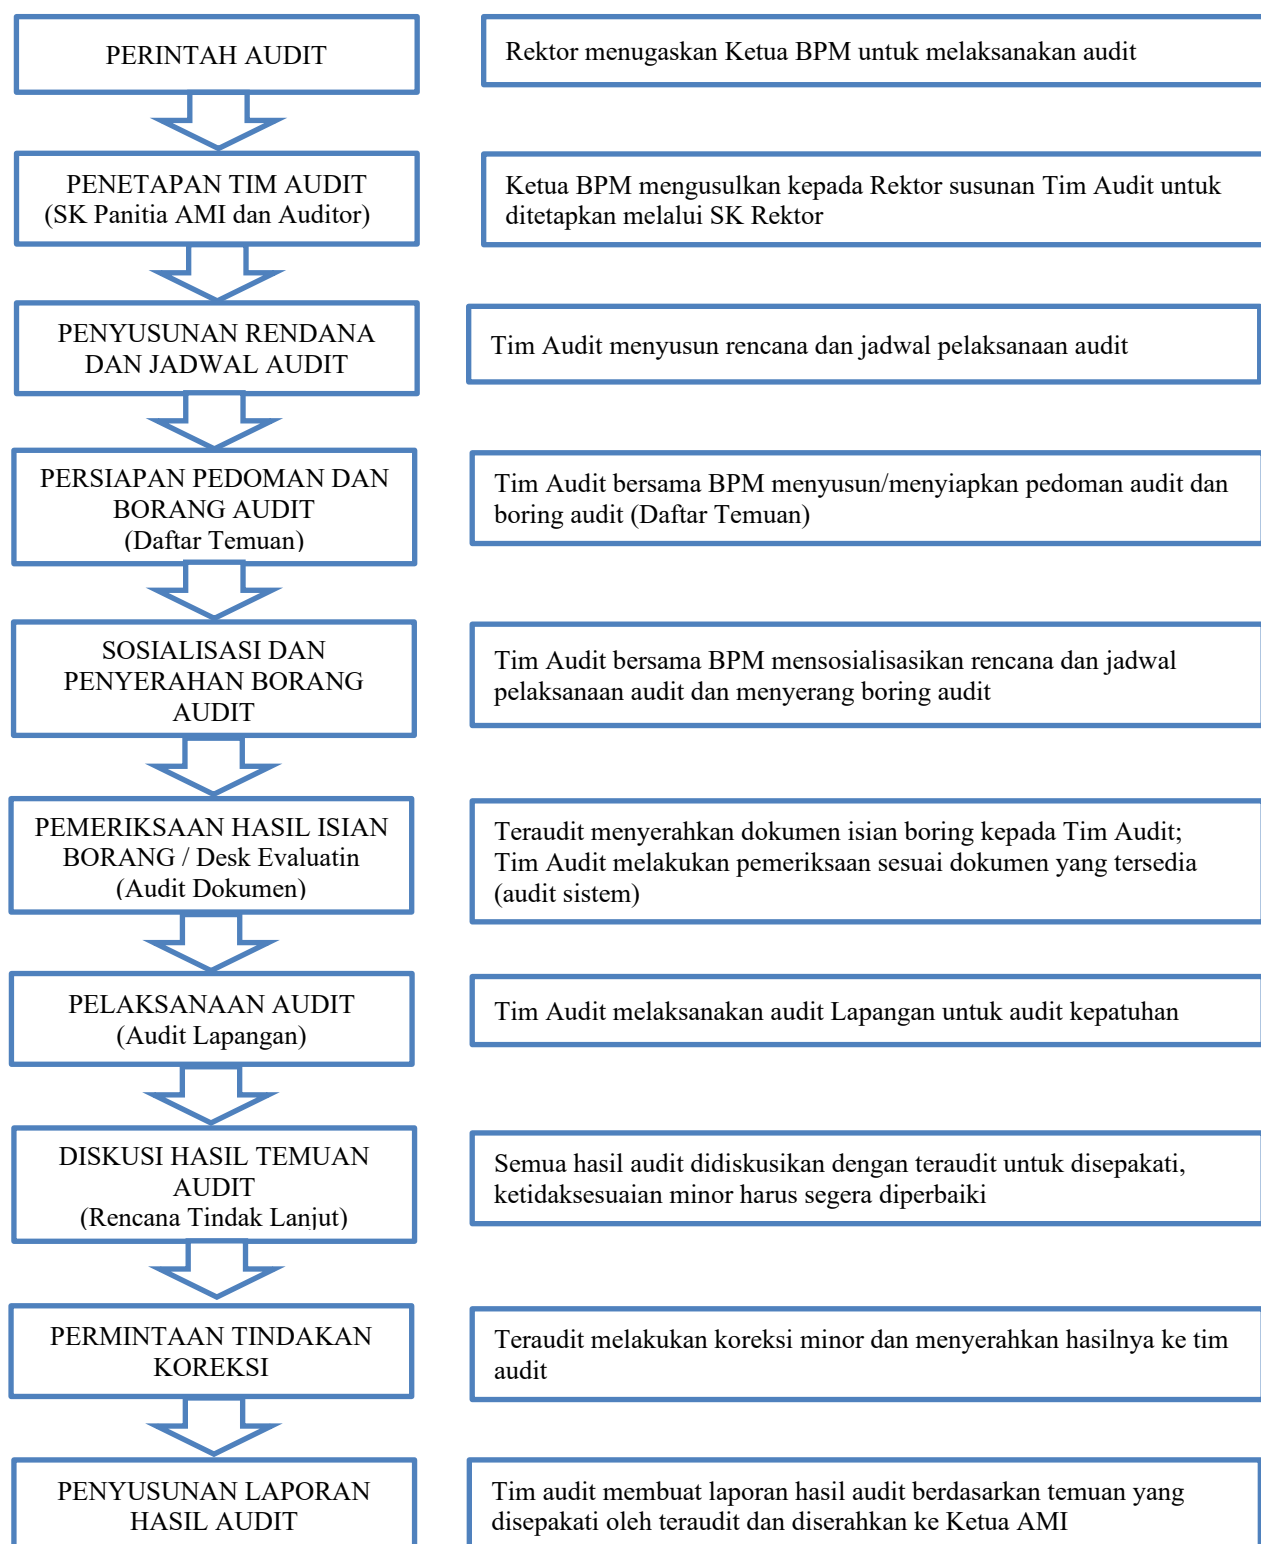 PERINTAH AUDIT
Rektor menugaskan Ketua BPM untuk melaksanakan audit
PENETAPAN TIM AUDIT
(SK Panitia AMI dan Auditor)
Ketua BPM mengusulkan kepada Rektor susunan Tim Audit untuk
ditetapkan melalui SK Rektor
PENYUSUNAN RENDANA
DAN JADWAL AUDIT
Tim Audit menyusun rencana dan jadwal pelaksanaan audit
PERSIAPAN PEDOMAN DAN
BORANG AUDIT
(Daftar Temuan)
Tim Audit bersama BPM menyusun/menyiapkan pedoman audit dan
boring audit (Daftar Temuan)
SOSIALISASI DAN
PENYERAHAN BORANG
AUDIT
Tim Audit bersama BPM mensosialisasikan rencana dan jadwal
pelaksanaan audit dan menyerang boring audit
PEMERIKSAAN HASIL ISIAN
BORANG / Desk Evaluatin
(Audit Dokumen)
Teraudit menyerahkan dokumen isian boring kepada Tim Audit;
Tim Audit melakukan pemeriksaan sesuai dokumen yang tersedia
(audit sistem)
PELAKSANAAN AUDIT
(Audit Lapangan)
Tim Audit melaksanakan audit Lapangan untuk audit kepatuhan
DISKUSI HASIL TEMUAN
AUDIT
(Rencana Tindak Lanjut)
Semua hasil audit didiskusikan dengan teraudit untuk disepakati,
ketidaksesuaian minor harus segera diperbaiki
PERMINTAAN TINDAKAN
KOREKSI
Teraudit melakukan koreksi minor dan menyerahkan hasilnya ke tim
audit
PENYUSUNAN LAPORAN
HASIL AUDIT
Tim audit membuat laporan hasil audit berdasarkan temuan yang
disepakati oleh teraudit dan diserahkan ke Ketua AMI